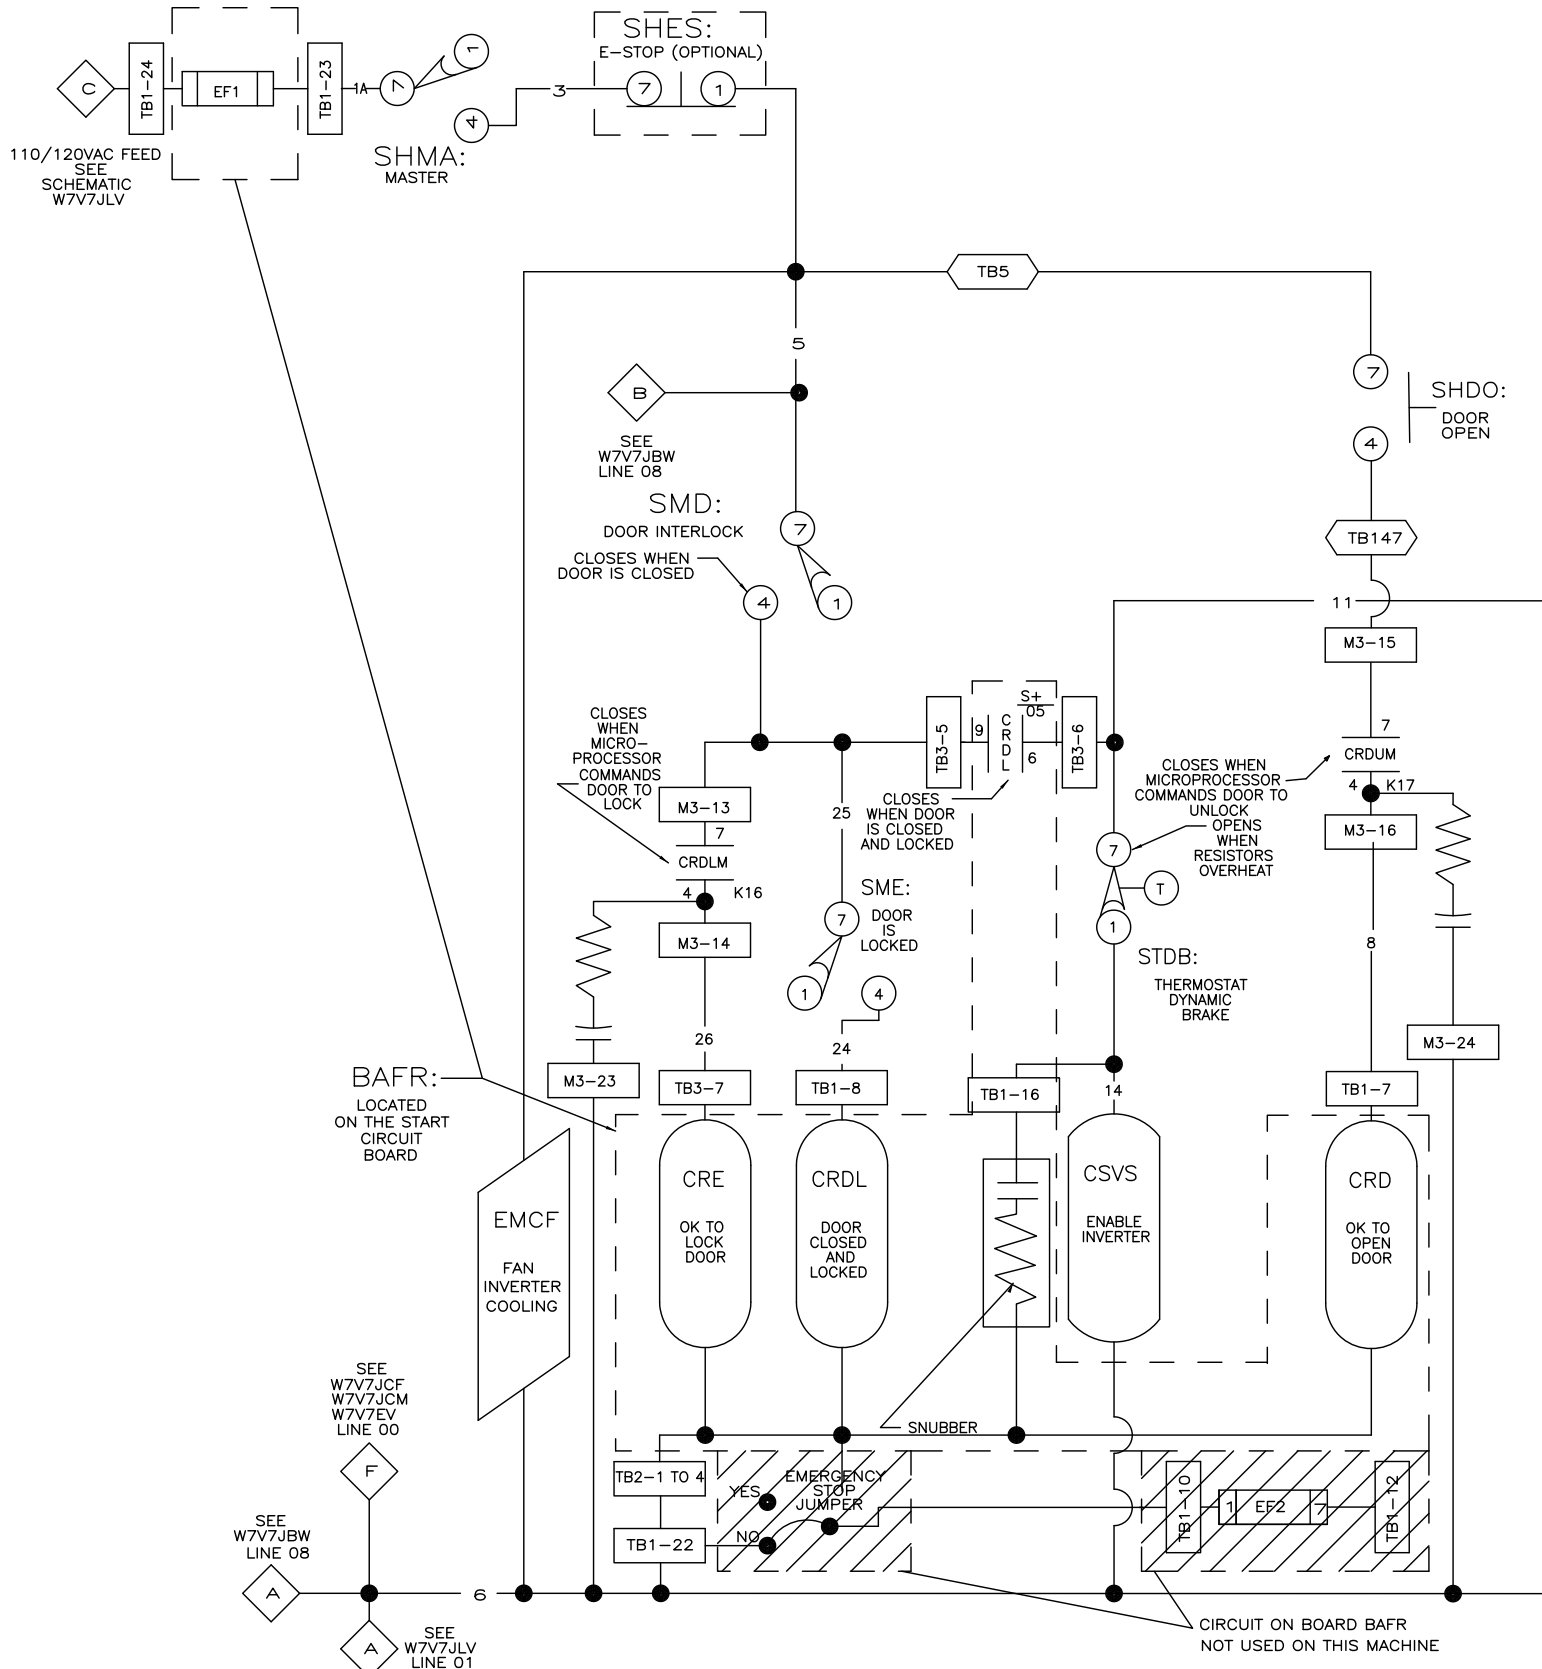 SHES:
E-STOP (OPTIONAL)
C
TB1-24
EF1
TB1-23
1A
7
1
4
3
7
1
110/120VAC FEED
SEE
SCHEMATIC
W7V7JLV
SHMA:
MASTER
TB5
5
B
SEE
W7V7JBW
LINE 08
7
4
SHDO:
DOOR
OPEN
SMD:
DOOR INTERLOCK
CLOSES WHEN
DOOR IS CLOSED
7
4
1
TB147
11
M3-15
CLOSES
WHEN
MICRO-
PROCESSOR
COMMANDS
DOOR TO
LOCK
TB3-5
9
CRDL
S+
05
6
TB3-6
7
CRDUM
4
K17
M3-16
CLOSES WHEN
MICROPROCESSOR
COMMANDS DOOR TO
UNLOCK
OPENS
WHEN
RESISTORS
OVERHEAT
M3-13
7
CRDLM
4
K16
M3-14
25
CLOSES
WHEN DOOR
IS CLOSED
AND LOCKED
7
T
1
SME:
DOOR
IS
LOCKED
7
1
4
STDB:
THERMOSTAT
DYNAMIC
BRAKE
8
26
24
M3-24
BAFR:
LOCATED
ON THE START
CIRCUIT
BOARD
M3-23
TB3-7
TB1-8
TB1-16
14
TB1-7
EMCF
FAN
INVERTER
COOLING
CRE
OK TO
LOCK
DOOR
CRDL
DOOR
CLOSED
AND
LOCKED
CSVS
ENABLE
INVERTER
CRD
OK TO
OPEN
DOOR
SEE
W7V7JCF
W7V7JCM
W7V7EV
LINE 00
F
SNUBBER
TB2-1 TO 4
YES
EMERGENCY
STOP
JUMPER
NO
TB1-22
TB1-10
1
EF2
7
TB1-12
SEE
W7V7JBW
LINE 08
A
6
A
SEE
W7V7JLV
LINE 01
CIRCUIT ON BOARD BAFR
NOT USED ON THIS MACHINE